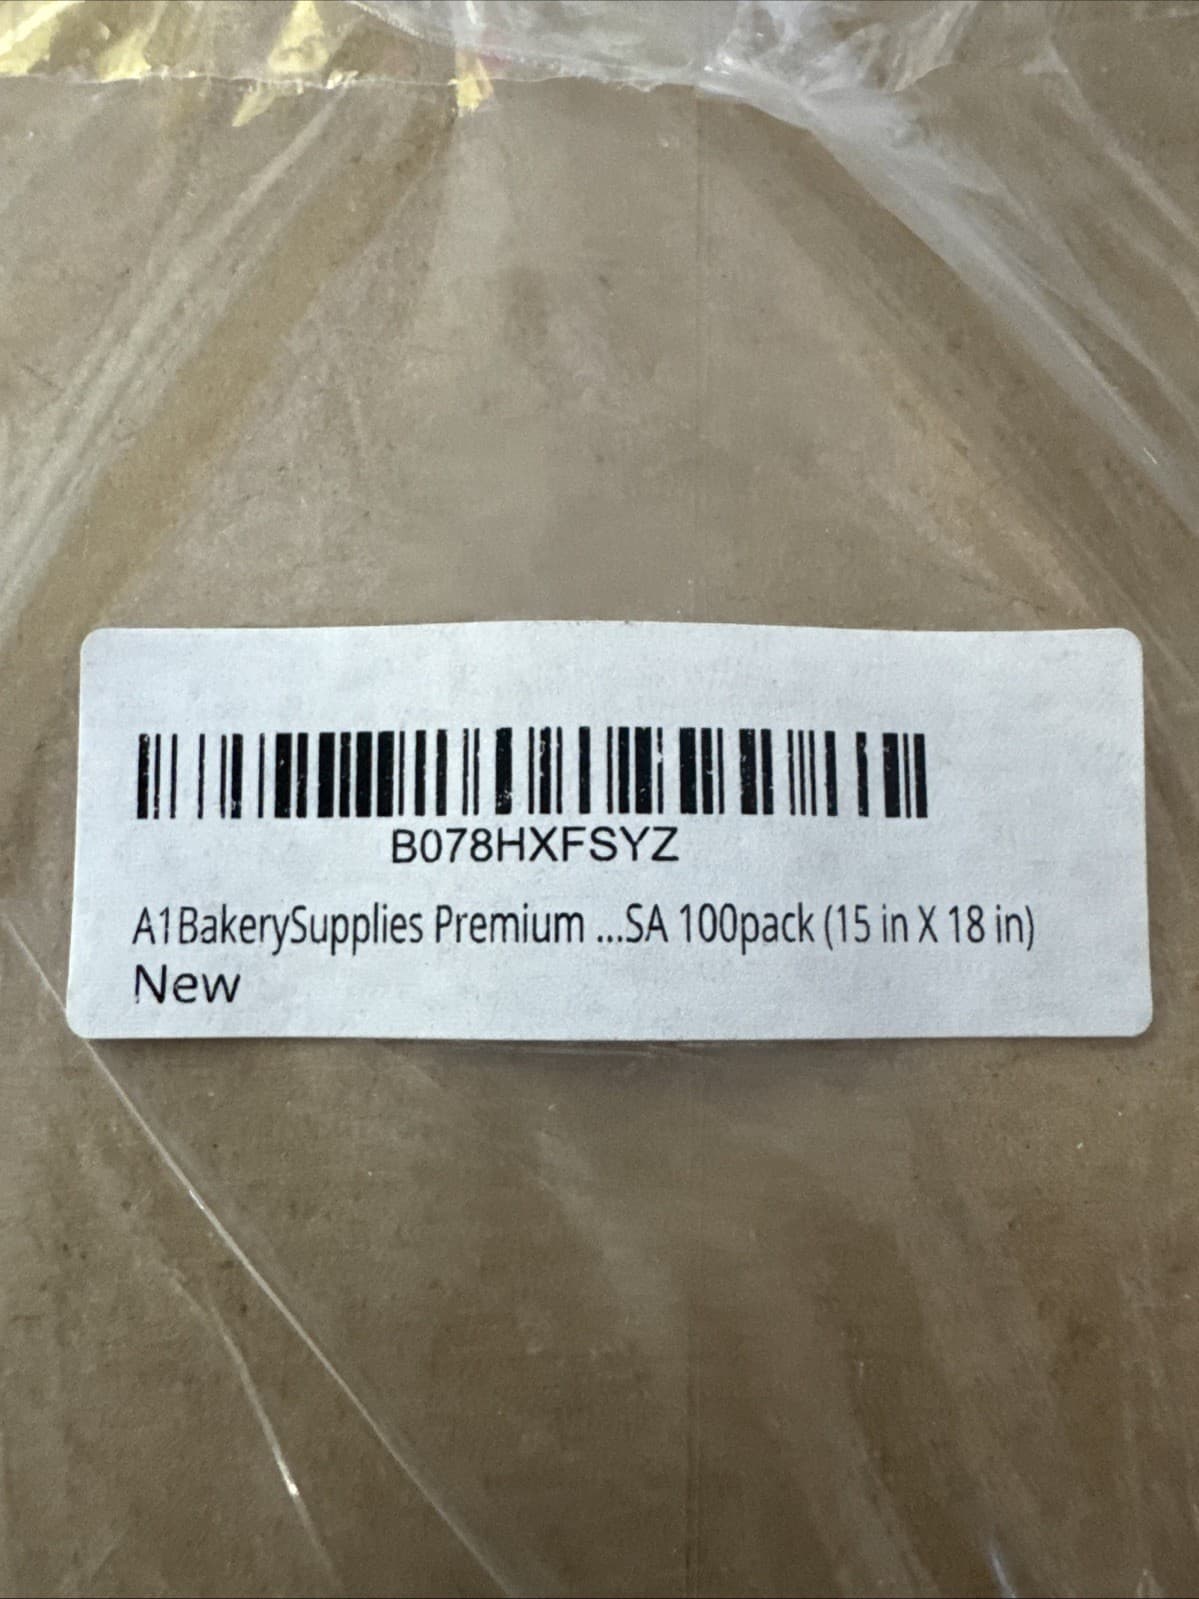 B078HXFSYZ
A1BakerySupplies Premium ...SA 100pack (15 in X 18 in)
New